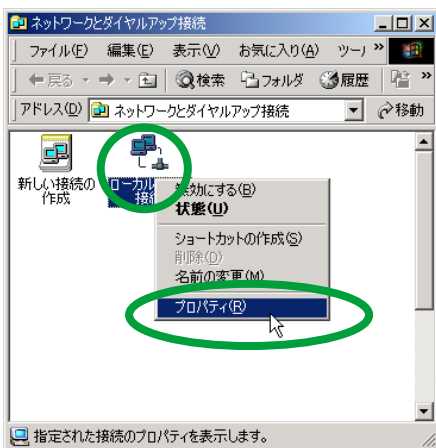 ネットワークとダイヤルアップ接続
ファイル(F) 編集(E) 表示(V) お気に入り(A) ツール »
戻る 検索 フォルダ 履歴 »
アドレス(D) ネットワークとダイヤルアップ接続 移動
新しい接続の
作成
ローカル
接続
無効にする(B)
状態(U)
ショートカットの作成(S)
削除(D)
名前の変更(M)
プロパティ(R)
指定された接続のプロパティを表示します。